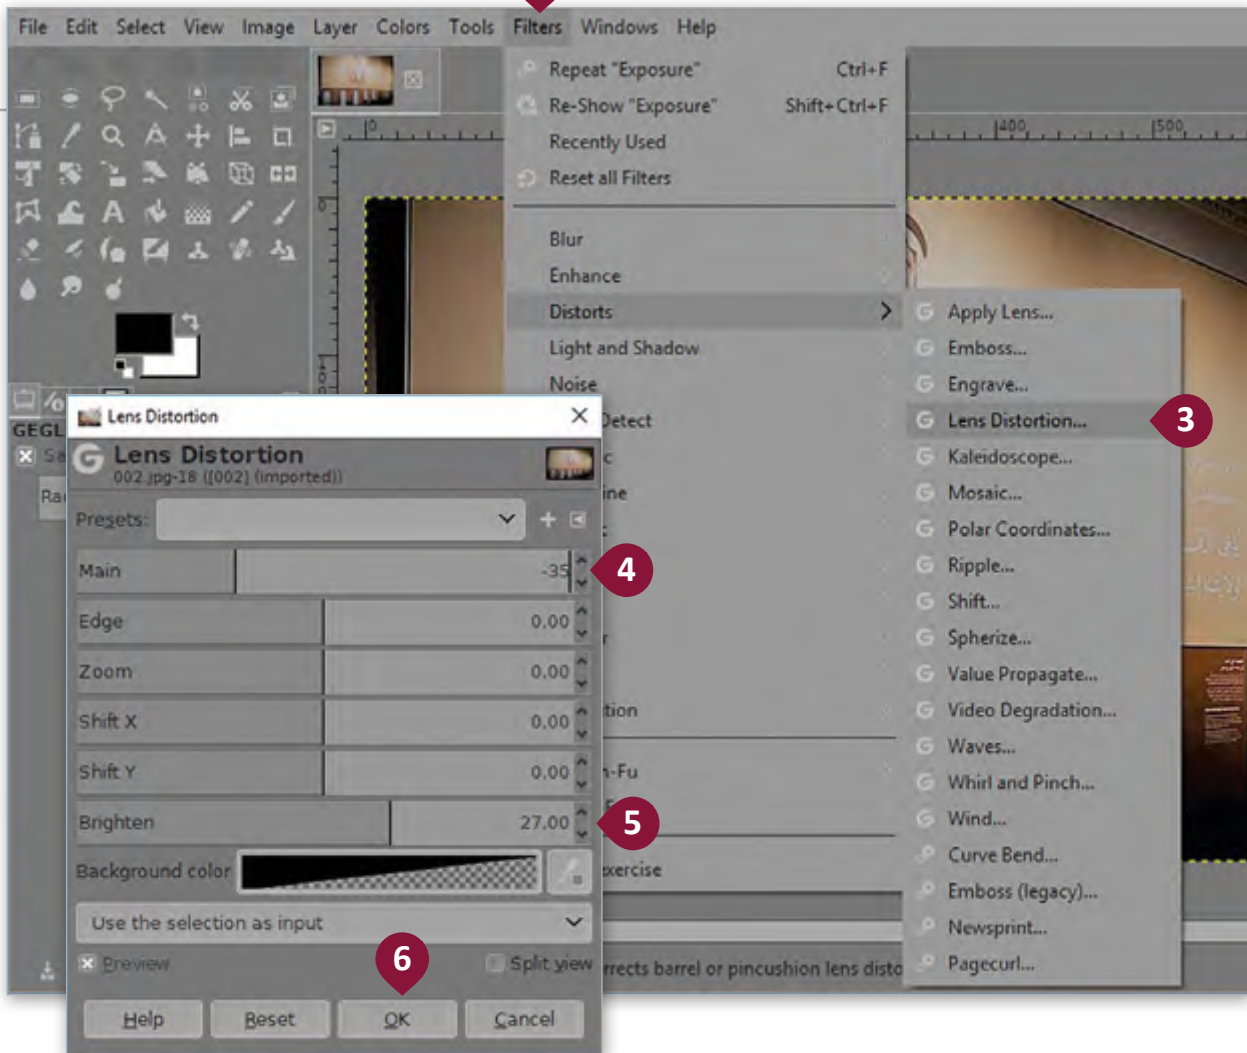 File Edit Select View Image Layer Colors Tools Filters Windows Help
Repeat "Exposure" Ctrl+F
Re-Show "Exposure" Shift+Ctrl+F
Recently Used
Reset all Filters
Blur
Enhance
Distorts
Light and Shadow
Noise
Detect
c
ine
r
tion
n-Fu
xercise
Apply Lens...
Emboss...
Engrave...
Lens Distortion...
3
Kaleidoscope...
Mosaic...
Polar Coordinates...
Ripple...
Shift...
Spherize...
Value Propagate...
Video Degradation...
Waves...
Whirl and Pinch...
Wind...
Curve Bend...
Emboss (legacy)...
Newsprint...
Pagecurl...
0
400
500
0
GEGL
Sa
Ra
Lens Distortion
Lens Distortion
002.jpg-18 ([002] (imported))
Presets:
Main -35
4
Edge 0.00
Zoom 0.00
Shift X 0.00
Shift Y 0.00
Brighten 27.00
5
Background color
Use the selection as input
Preview
6
Split view
Help Reset OK Cancel
rrects barrel or pincushion lens disto